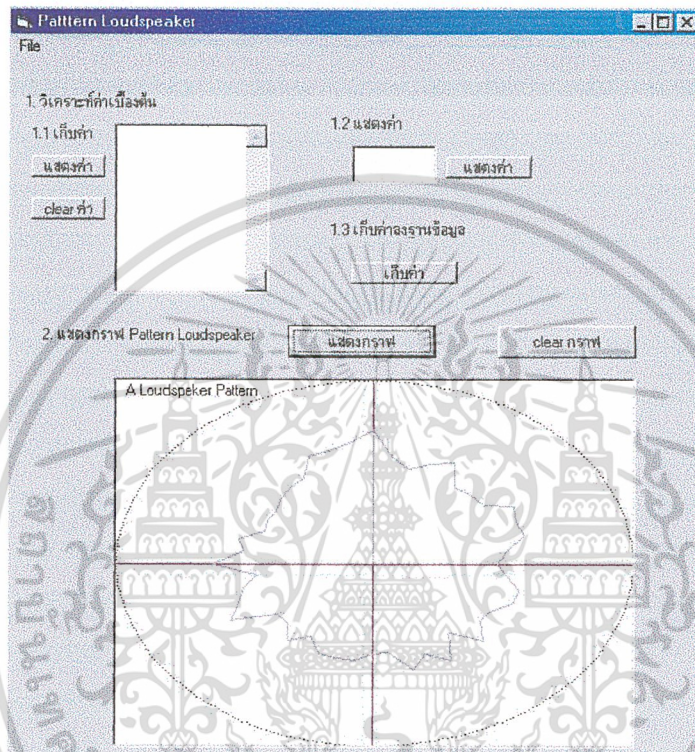 Patttern Loudspeaker
File
1. วิเคราะห์ค่าเบื้องต้น
1.1 เก็บค่า
1.2 แสดงค่า
แสดงค่า
แสดงค่า
clear ค่า
1.3 เก็บค่าลงฐานข้อมูล
เก็บค่า
2. แสดงกราฟ Pattern Loudspeaker
แสดงกราฟ
clear กราฟ
A Loudspeker Pattern